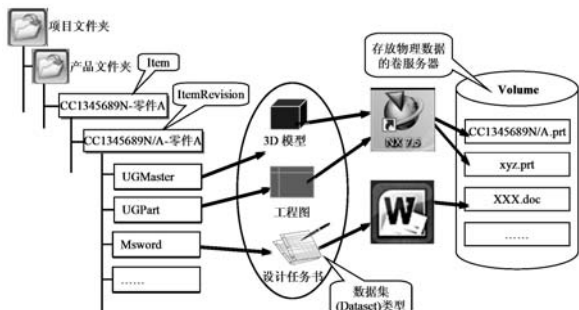 项目文件夹
产品文件夹
Item
CC1345689N-零件A
ItemRevision
CC1345689N/A-零件A
UGMaster
UGPart
Msword
……
3D 模型
工程图
设计任务书
数据集
(Dataset)类型
NX 7.5
W
存放物理数据
的卷服务器
Volume
CC1345689N/A.prt
xyz.prt
XXX.doc
……